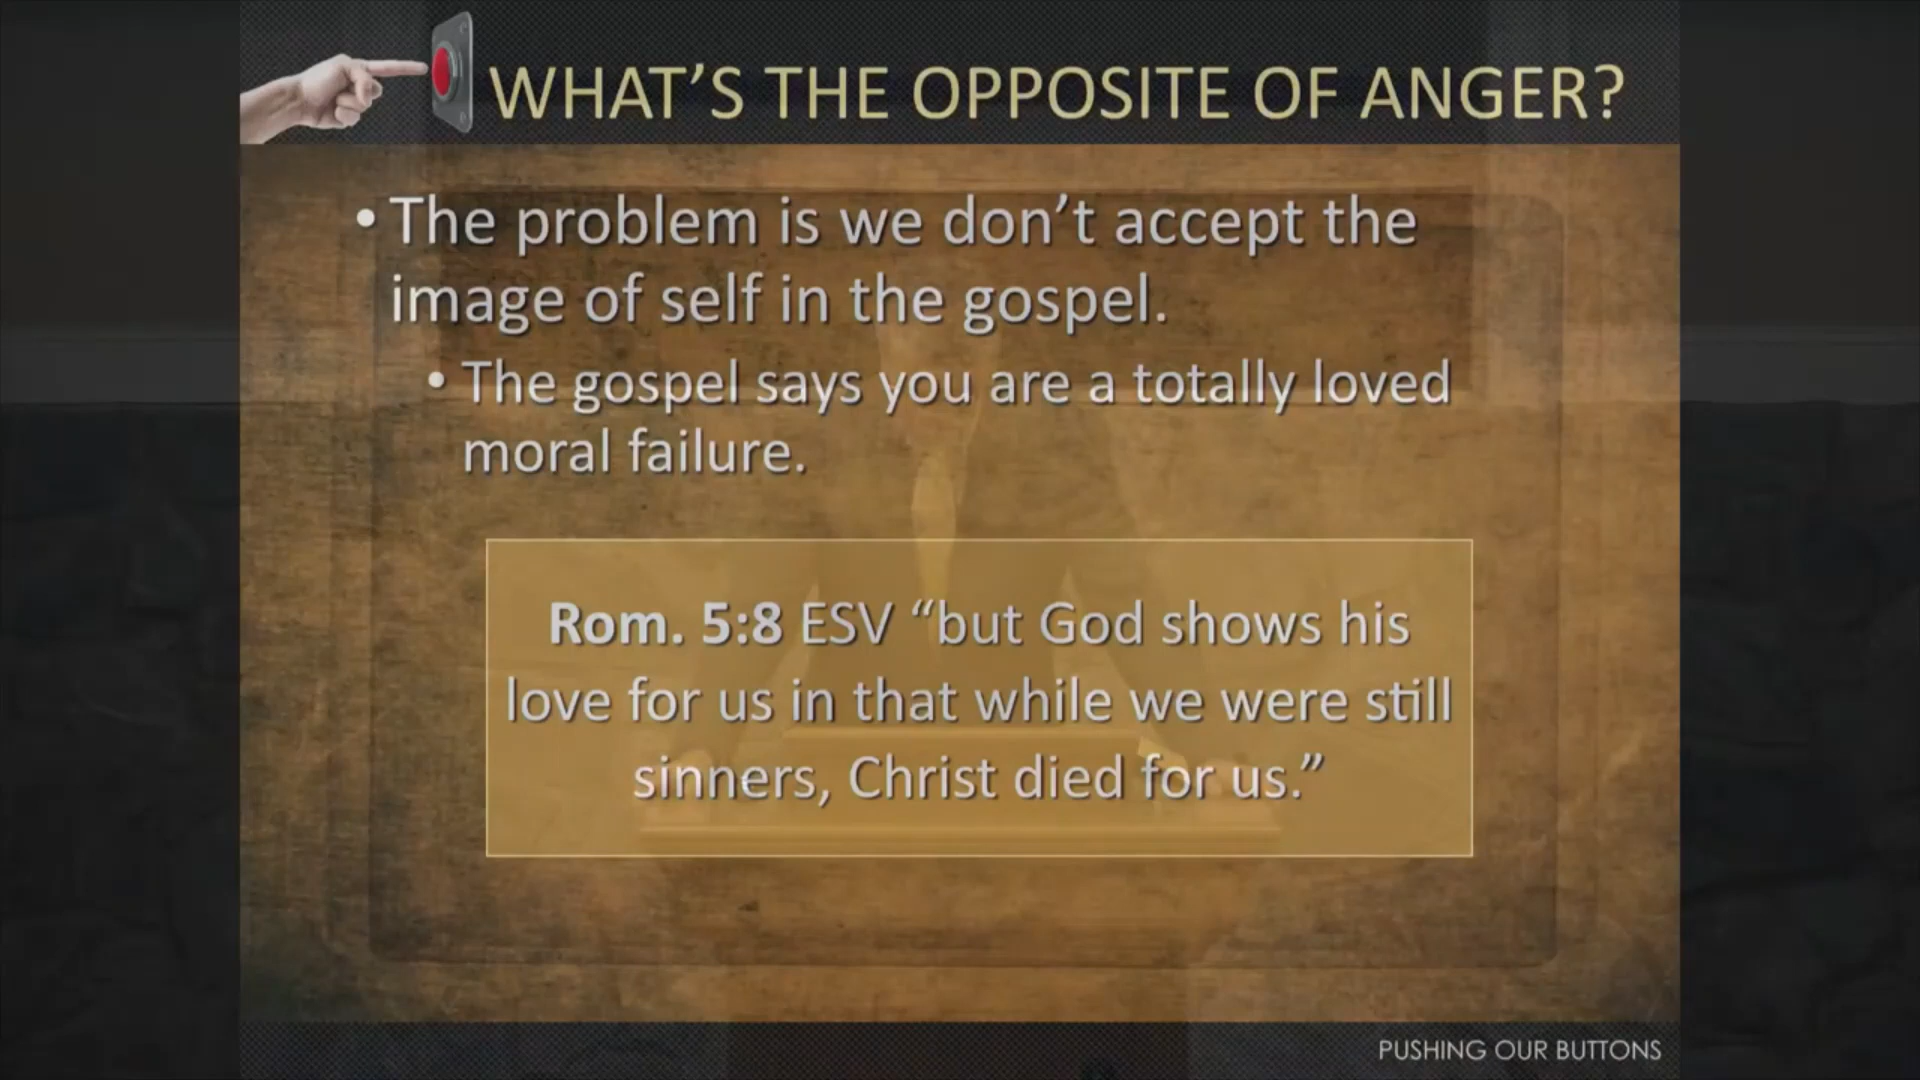 WHAT’S THE OPPOSITE OF ANGER?
• The problem is we don’t accept the
image of self in the gospel.
• The gospel says you are a totally loved
moral failure.
Rom. 5:8 ESV “but God shows his
love for us in that while we were still
sinners, Christ died for us.”
PUSHING OUR BUTTONS